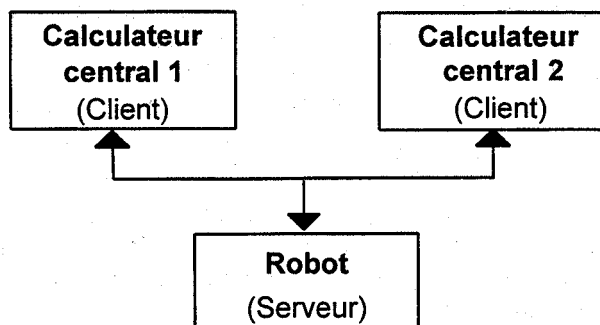 Calculateur
central 1
(Client)
Calculateur
central 2
(Client)
Robot
(Serveur)